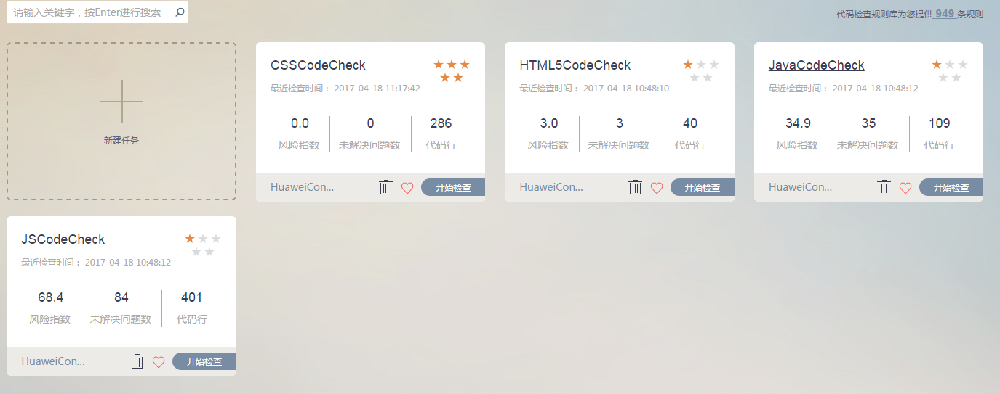 请输入关键字，按Enter进行搜索
代码检查规则库为您提供 949 条规则
新建任务
CSSCodeCheck
最近检查时间： 2017-04-18 11:17:42
0.0 0 286
风险指数 未解决问题数 代码行
HuaweiCon... 开始检查
HTML5CodeCheck
最近检查时间： 2017-04-18 10:48:10
3.0 3 40
风险指数 未解决问题数 代码行
HuaweiCon... 开始检查
JavaCodeCheck
最近检查时间： 2017-04-18 10:48:12
34.9 35 109
风险指数 未解决问题数 代码行
HuaweiCon... 开始检查
JSCodeCheck
最近检查时间： 2017-04-18 10:48:12
68.4 84 401
风险指数 未解决问题数 代码行
HuaweiCon... 开始检查